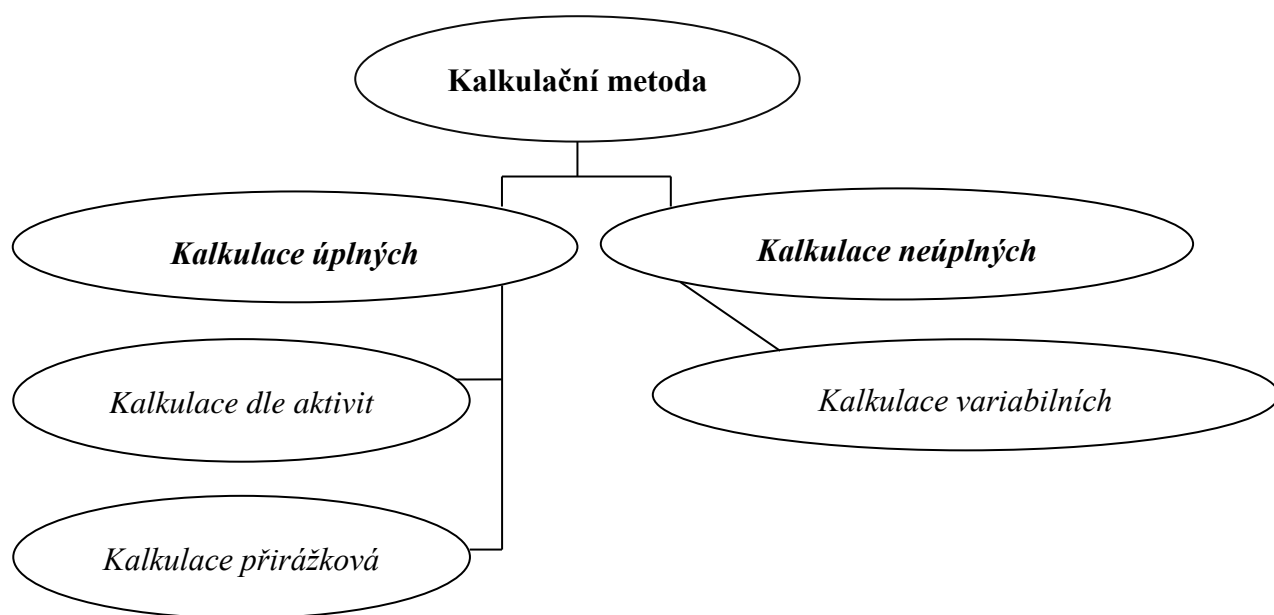 Kalkulační metoda
Kalkulace úplných
Kalkulace neúplných
Kalkulace dle aktivit
Kalkulace variabilních
Kalkulace přirážková